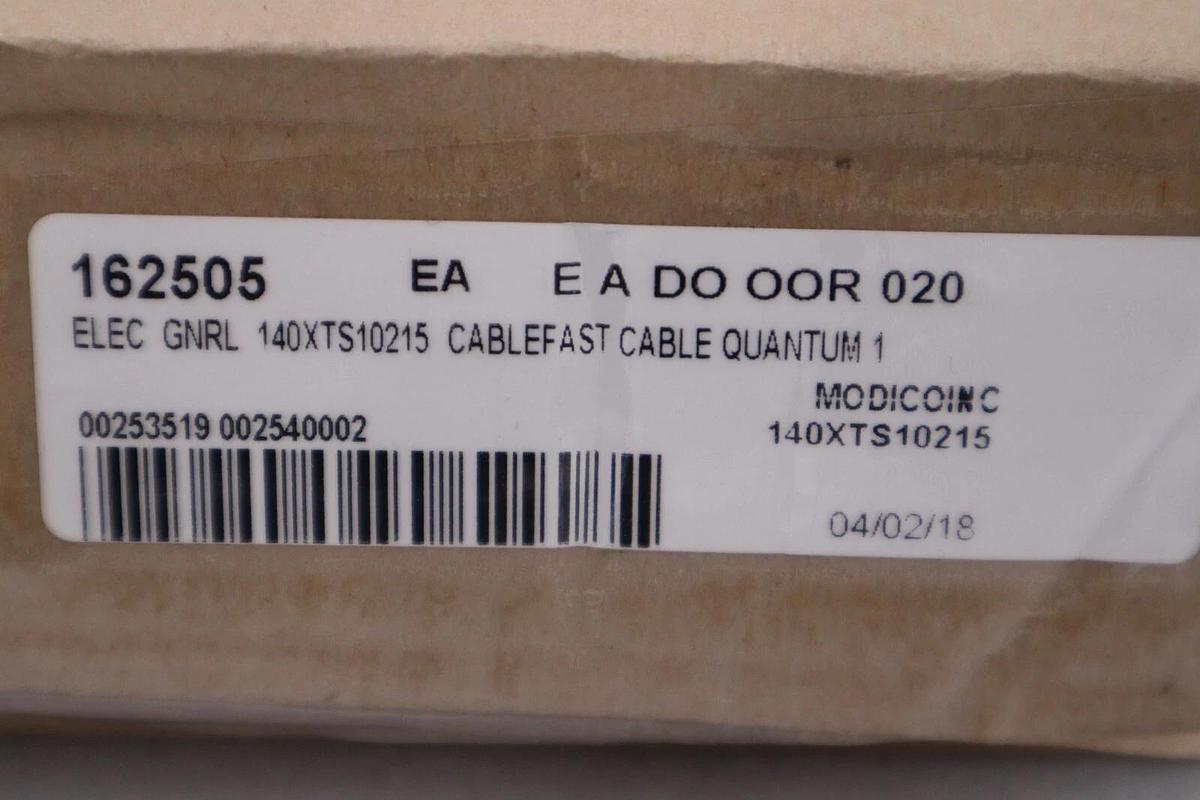 162505 EA E A DO OOR 020
ELEC GNRL 140XTS10215 CABLEFAST CABLE QUANTUM 1
MODICOINC
00253519 002540002
140XTS10215
04/02/18